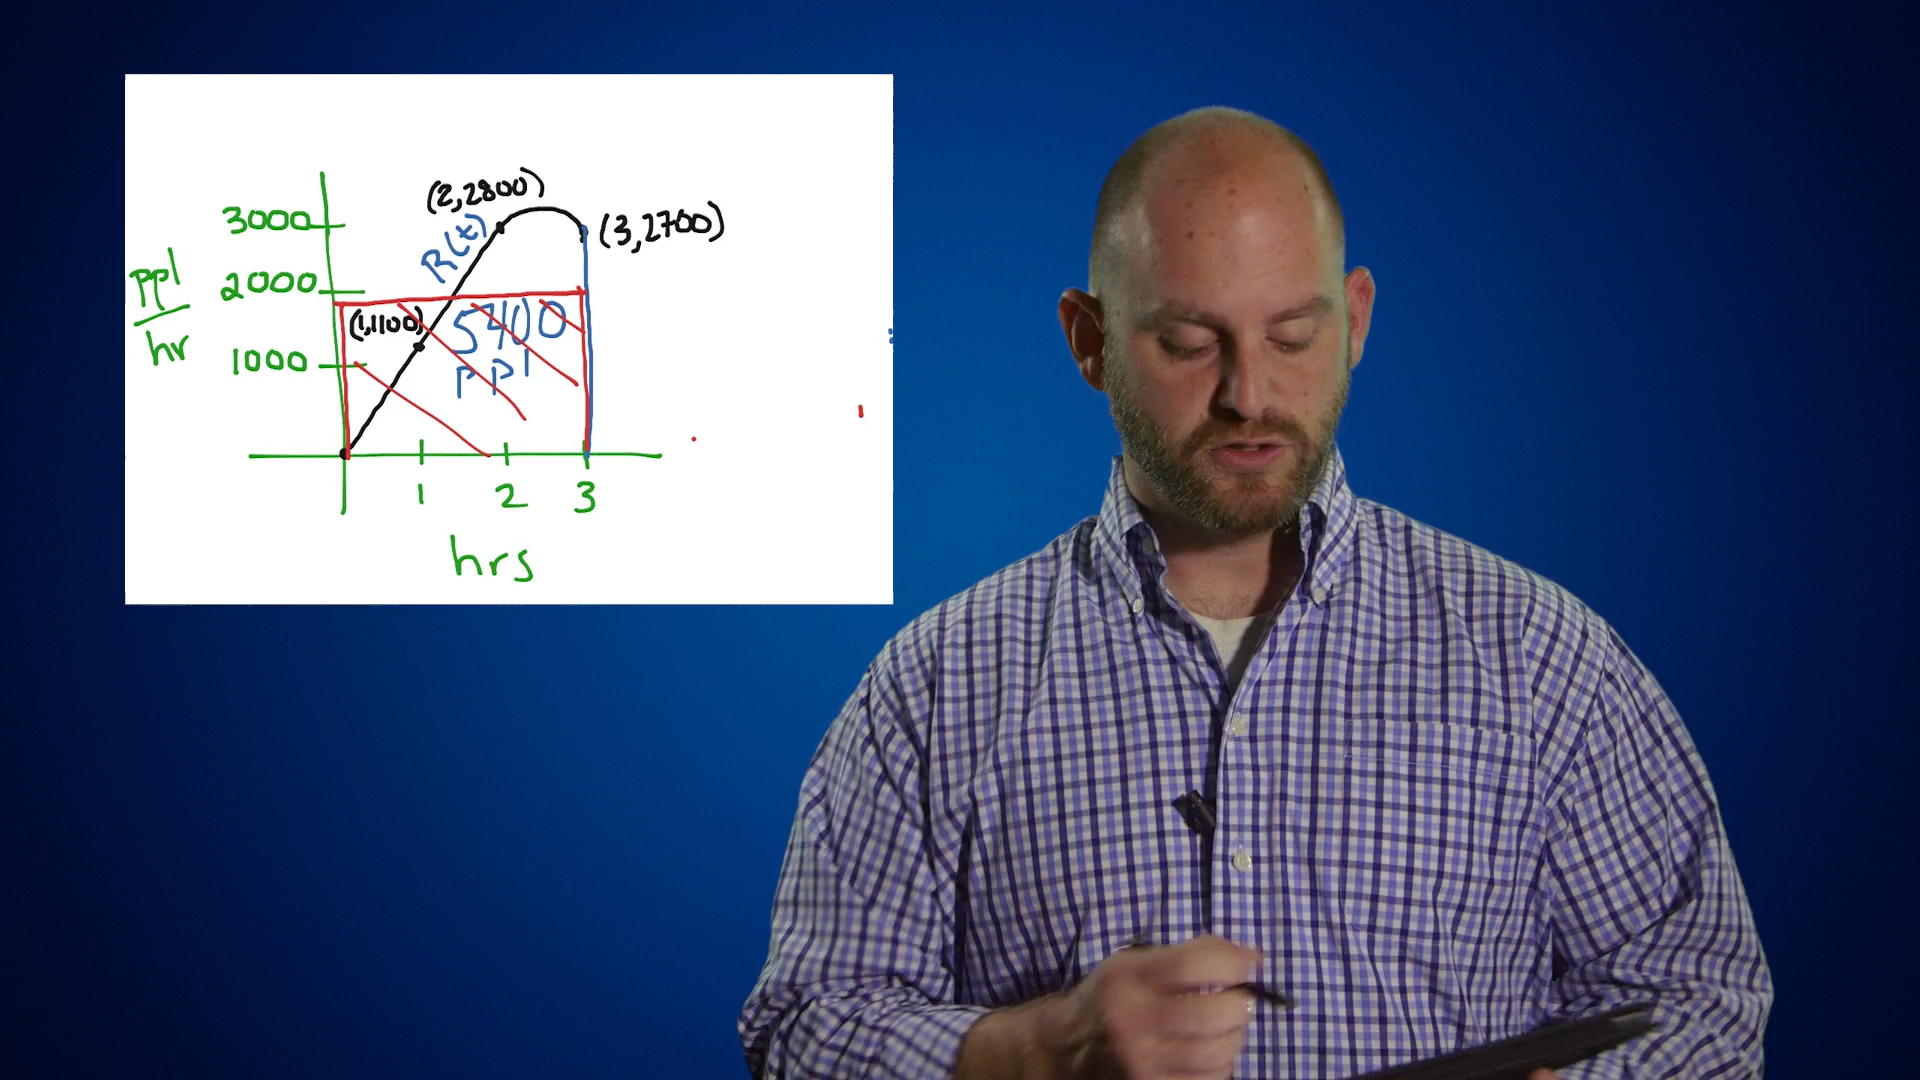 (2,2800)
3000
(3,2700)
R(t)
ppl
hr
2000
(1,1100)
5400
ppl
1000
1 2 3
hrs